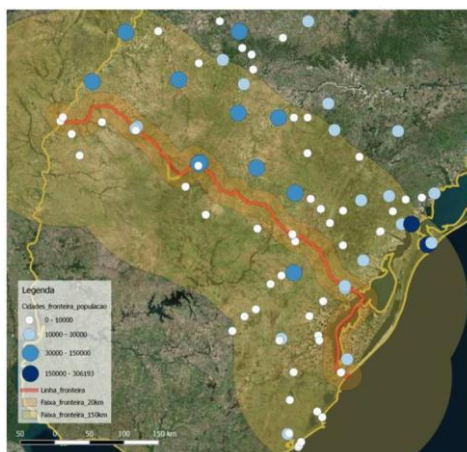 Legenda
Cidades_fronteira_populacao
0 - 10000
10000 - 30000
30000 - 150000
150000 - 306193
Linha_fronteira
Faixa_fronteira_20km
Faixa_fronteira_150km
50 0 50 100 150 km